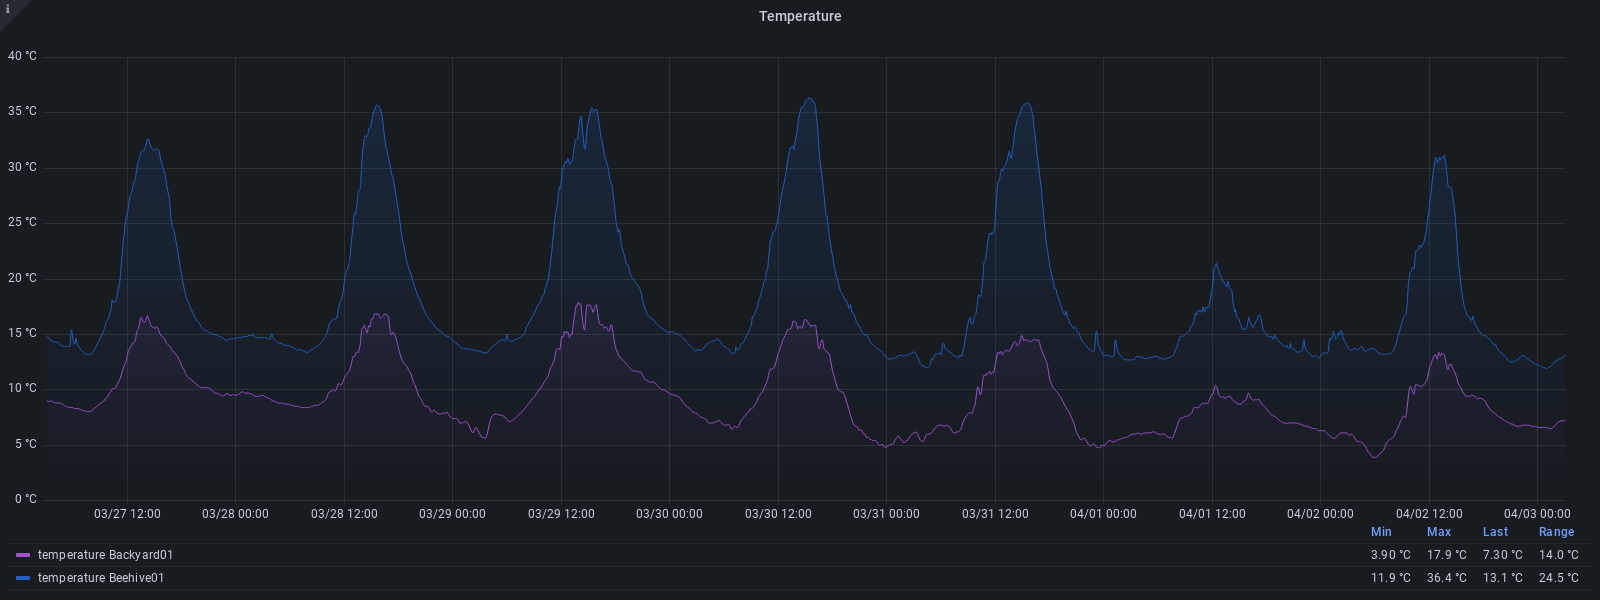 i
Temperature
40 °C
35 °C
30 °C
25 °C
20 °C
15 °C
10 °C
5 °C
0 °C
03/27 12:00 03/28 00:00 03/28 12:00 03/29 00:00 03/29 12:00 03/30 00:00 03/30 12:00 03/31 00:00 03/31 12:00 04/01 00:00 04/01 12:00 04/02 00:00 04/02 12:00 04/03 00:00
Min Max Last Range
temperature Backyard01 3.90 °C 17.9 °C 7.30 °C 14.0 °C
temperature Beehive01 11.9 °C 36.4 °C 13.1 °C 24.5 °C